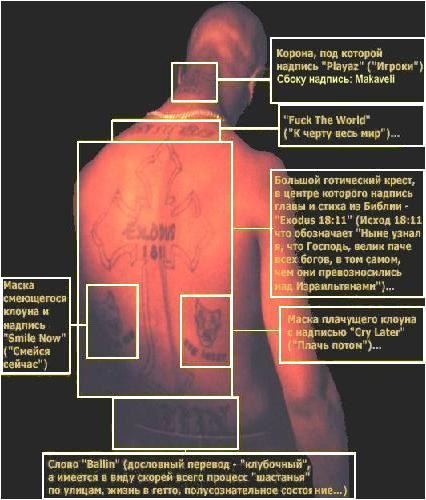 Корона, под которой
надпись "Playaz" ("Игроки")
Сбоку надпись: Makaveli
"Fuck The World"
("К черту весь мир")...
Большой готический крест,
в центре которого надпись
главы и стиха из Библии -
"Exodus 18:11" (Исход 18:11
что обозначает "Ныне узнал
я, что Господь, велик паче
всех богов, в том самом,
чем они превозносились
над Израильтянами")...
EXODUS
1811
Маска
смеющегося
клоуна и
надпись
"Smile Now"
("Смейся
сейчас")
Маска плачущего клоуна
с надписью "Cry Later"
("Плачь потом")...
Слово "Ballin" (дословный перевод - "клубочный",
а имеется в виду скорей всего процесс "шастанья"
по улицам, жизнь в гетто, полусознательное состояние...)